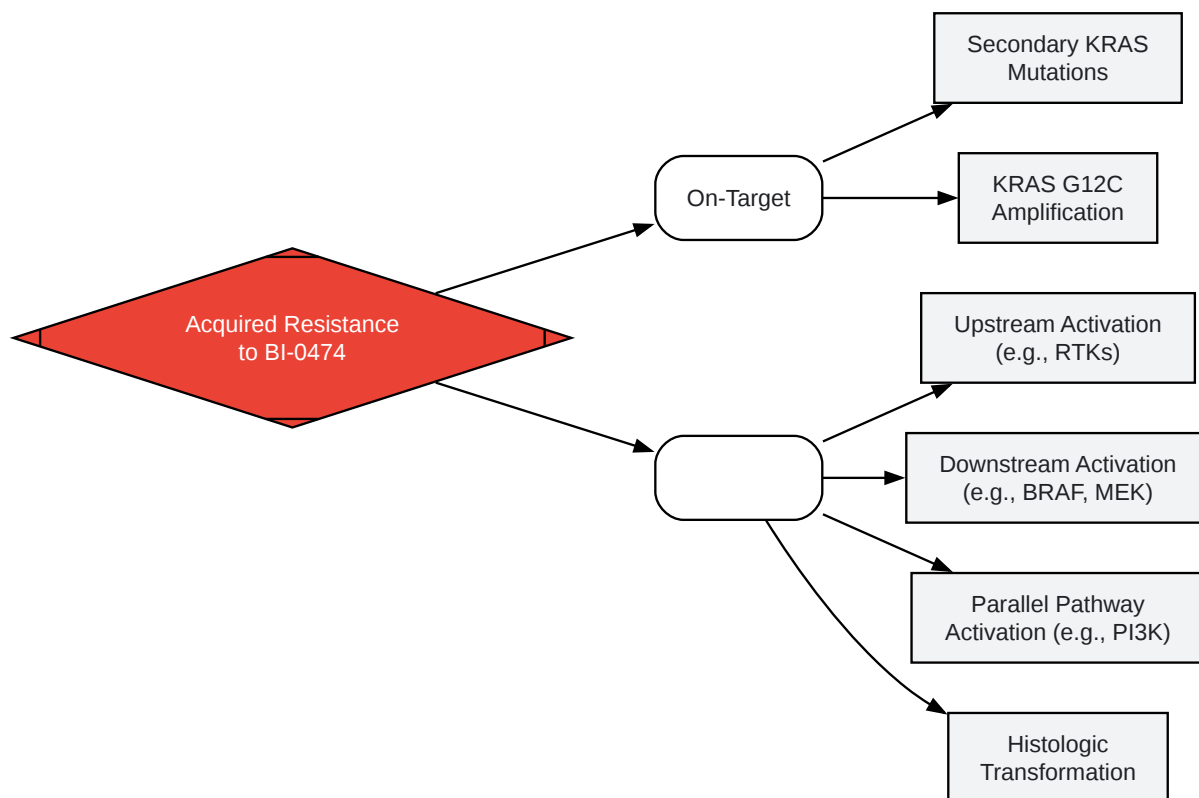 Secondary KRAS
Mutations
On-Target
KRAS G12C
Amplification
Acquired Resistance
to BI-0474
Upstream Activation
(e.g., RTKs)
Downstream Activation
(e.g., BRAF, MEK)
Parallel Pathway
Activation (e.g., PI3K)
Histologic
Transformation